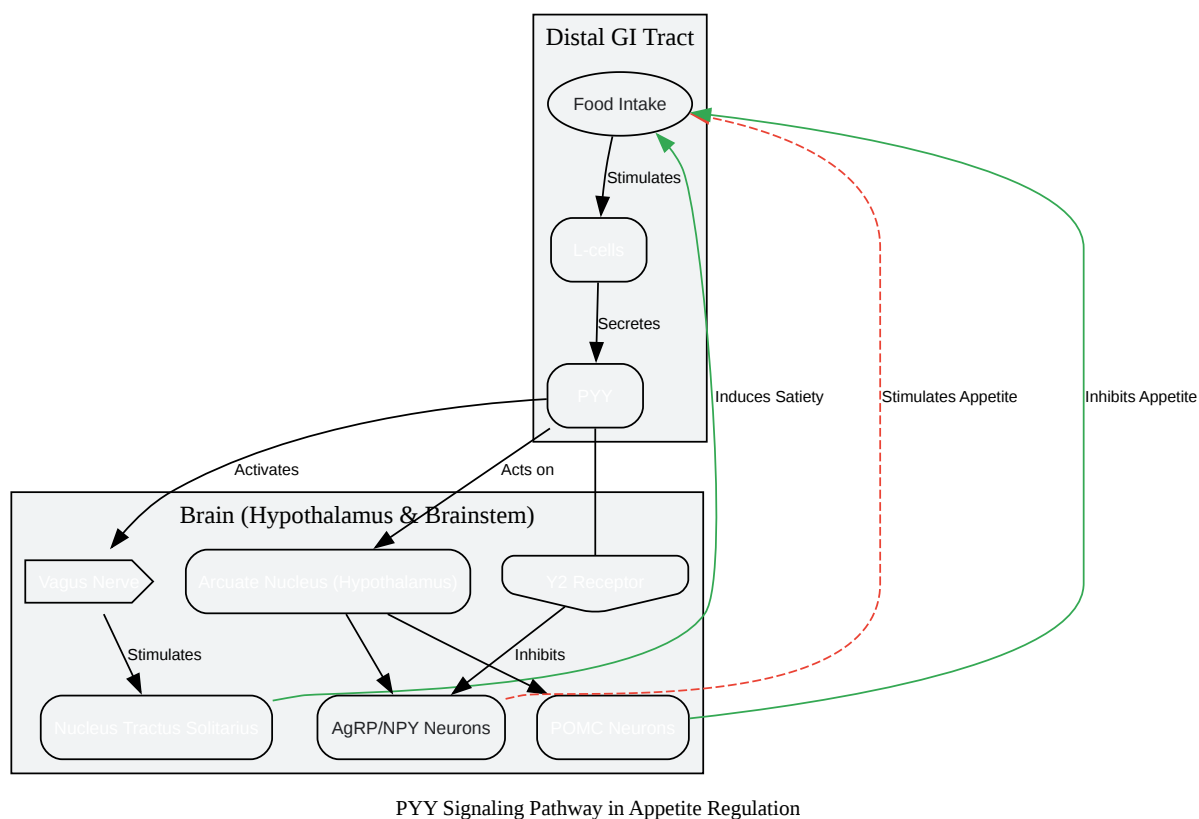 Distal GI Tract
Food Intake
Stimulates
L-cells
Secretes
PYY
Induces Satiety
Stimulates Appetite
Inhibits Appetite
Activates
Acts on
Brain (Hypothalamus & Brainstem)
Vagus Nerve
Arcuate Nucleus (Hypothalamus)
Y2 Receptor
Stimulates
Inhibits
Nucleus Tractus Solitarius
AgRP/NPY Neurons
POMC Neurons
PYY Signaling Pathway in Appetite Regulation